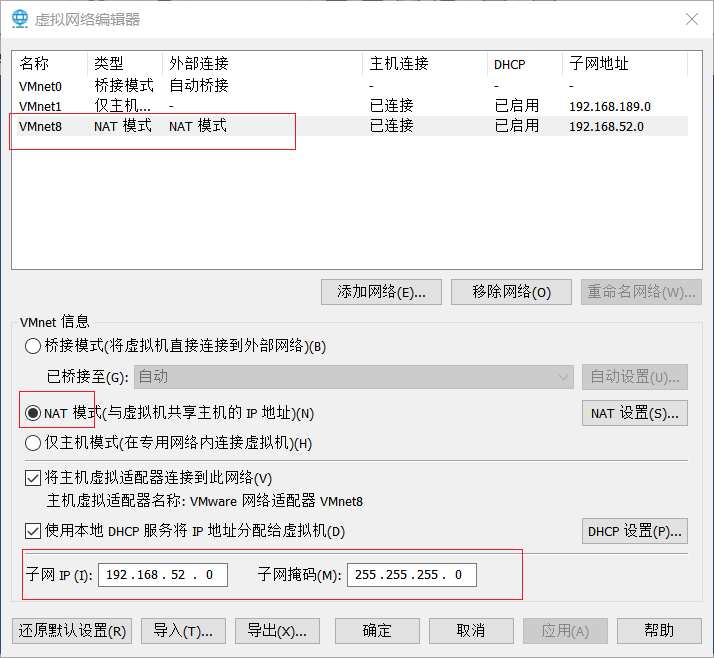 虚拟网络编辑器
名称 类型 外部连接 主机连接 DHCP 子网地址
VMnet0 桥接模式 自动桥接 - - -
VMnet1 仅主机... - 已连接 已启用 192.168.189.0
VMnet8 NAT 模式 NAT 模式 已连接 已启用 192.168.52.0
添加网络(E)... 移除网络(O) 重命名网络(W)...
VMnet 信息
桥接模式(将虚拟机直接连接到外部网络)(B)
已桥接至(G): 自动 自动设置(U)...
NAT 模式(与虚拟机共享主机的 IP 地址)(N) NAT 设置(S)...
仅主机模式(在专用网络内连接虚拟机)(H)
将主机虚拟适配器连接到此网络(V)
主机虚拟适配器名称: VMware 网络适配器 VMnet8
使用本地 DHCP 服务将 IP 地址分配给虚拟机(D) DHCP 设置(P)...
子网 IP (I): 192.168. 52 . 0 子网掩码(M): 255.255.255. 0
还原默认设置(R) 导入(T)... 导出(X)... 确定 取消 应用(A) 帮助